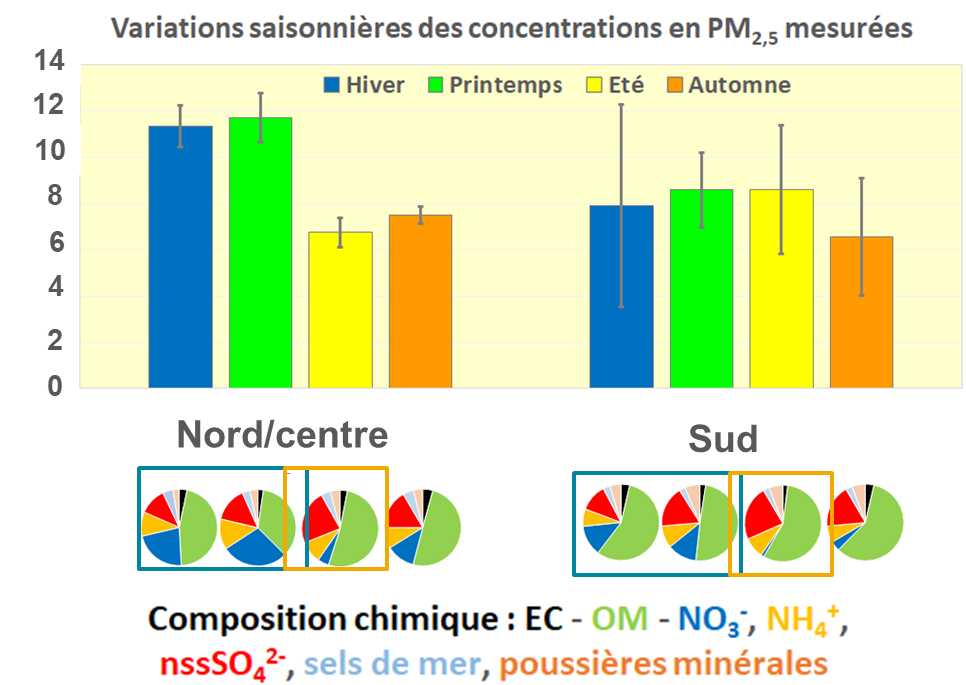 Variations saisonnières des concentrations en PM2,5 mesurées
14
Hiver Printemps Eté Automne
12
10
8
6
4
2
0
Nord/centre Sud
Composition chimique : EC - OM - NO3-, NH4+,
nssSO42-, sels de mer, poussières minérales